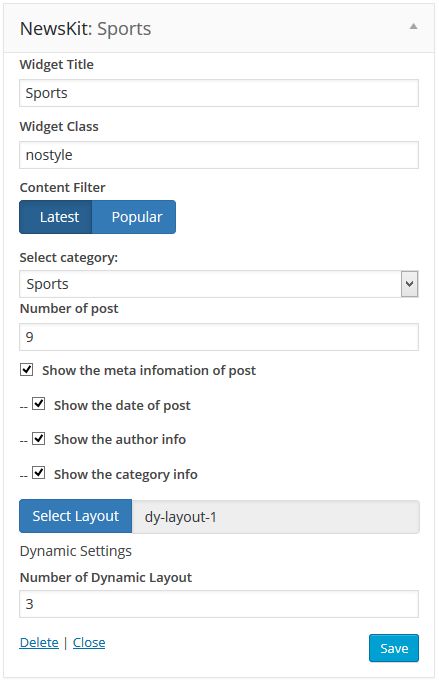 NewsKit: Sports
Widget Title
Sports
Widget Class
nostyle
Content Filter
Latest Popular
Select category:
Sports
Number of post
9
Show the meta infomation of post
-- Show the date of post
-- Show the author info
-- Show the category info
Select Layout dy-layout-1
Dynamic Settings
Number of Dynamic Layout
3
Delete | Close Save